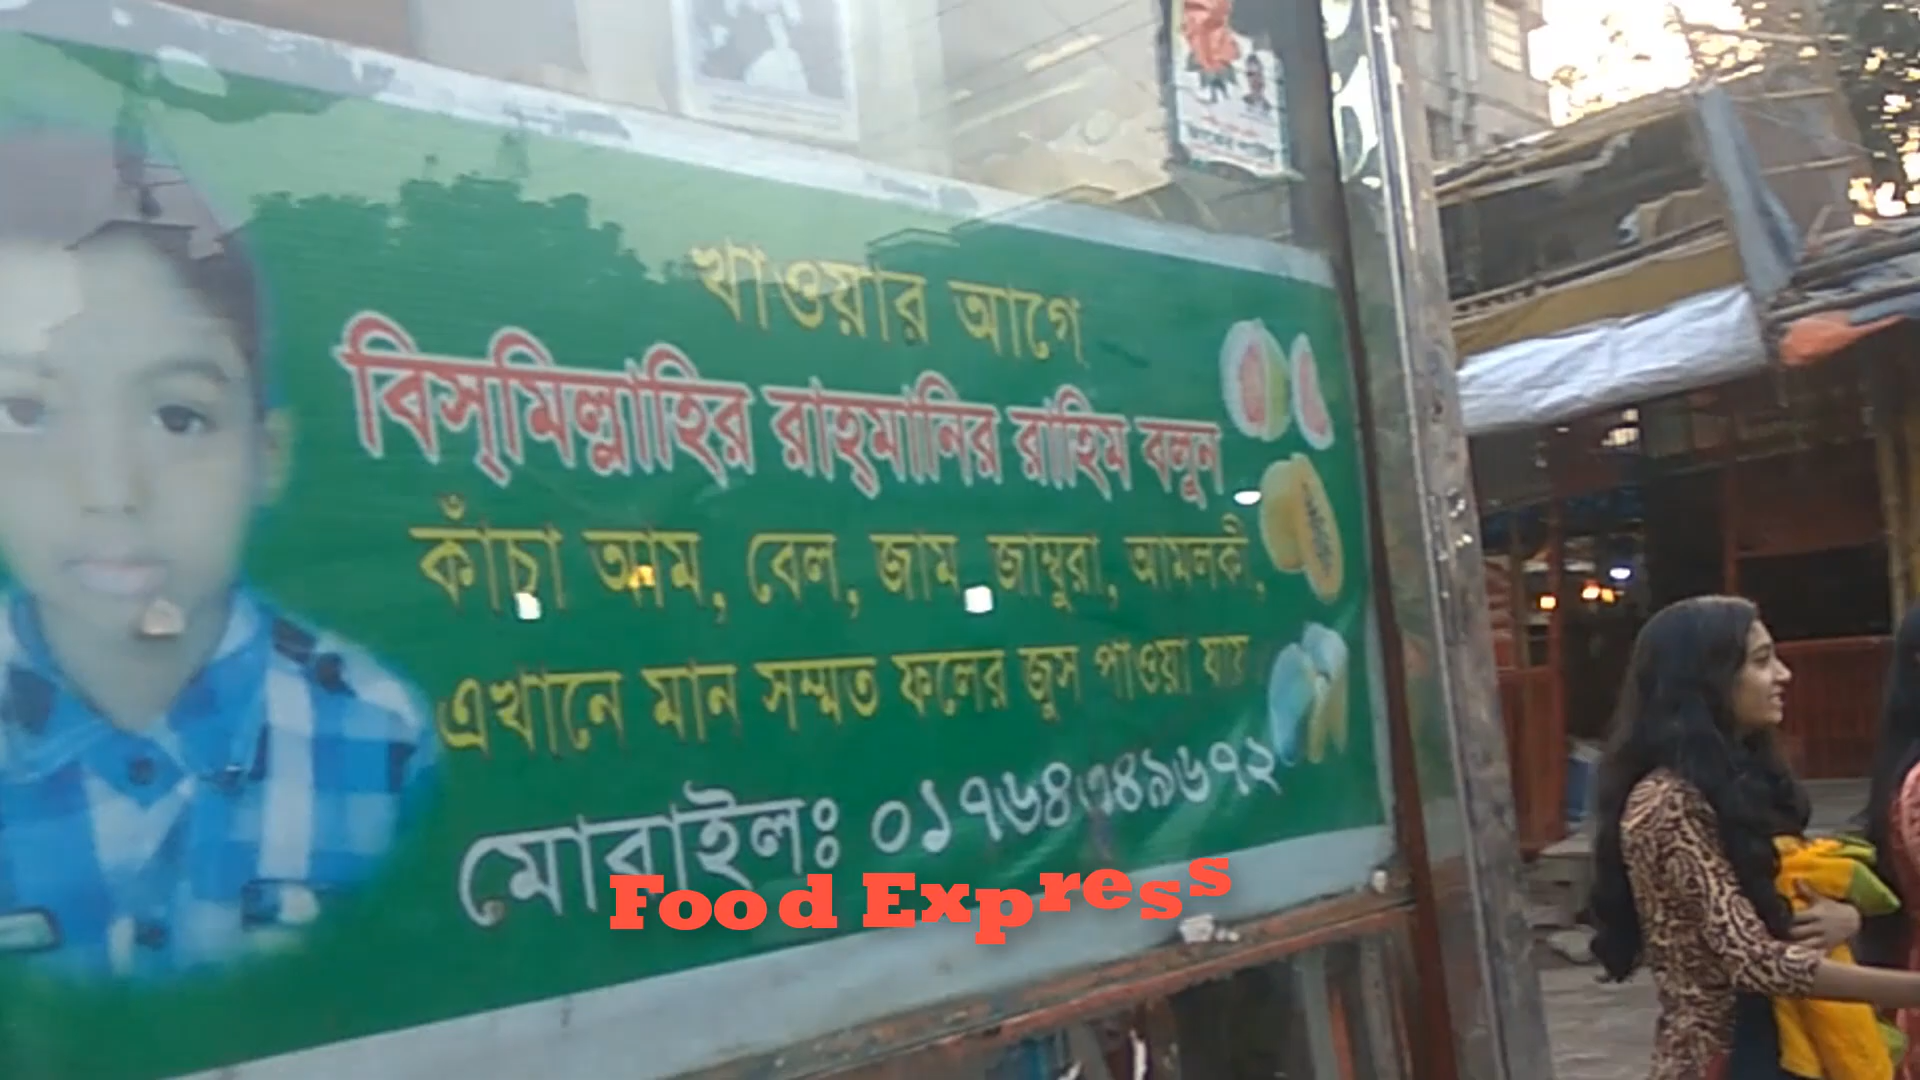 খাওয়ার আগে
বিস্‌মিল্লাহির রাহ্‌মানির রাহিম বলুন
কাঁচা আম, বেল, জাম, জাম্বুরা, আমলকী,
এখানে মান সম্মত ফলের জুস পাওয়া যায়
মোবাইলঃ ০১৭৬৪৩৪৯৬৭২
Food Express